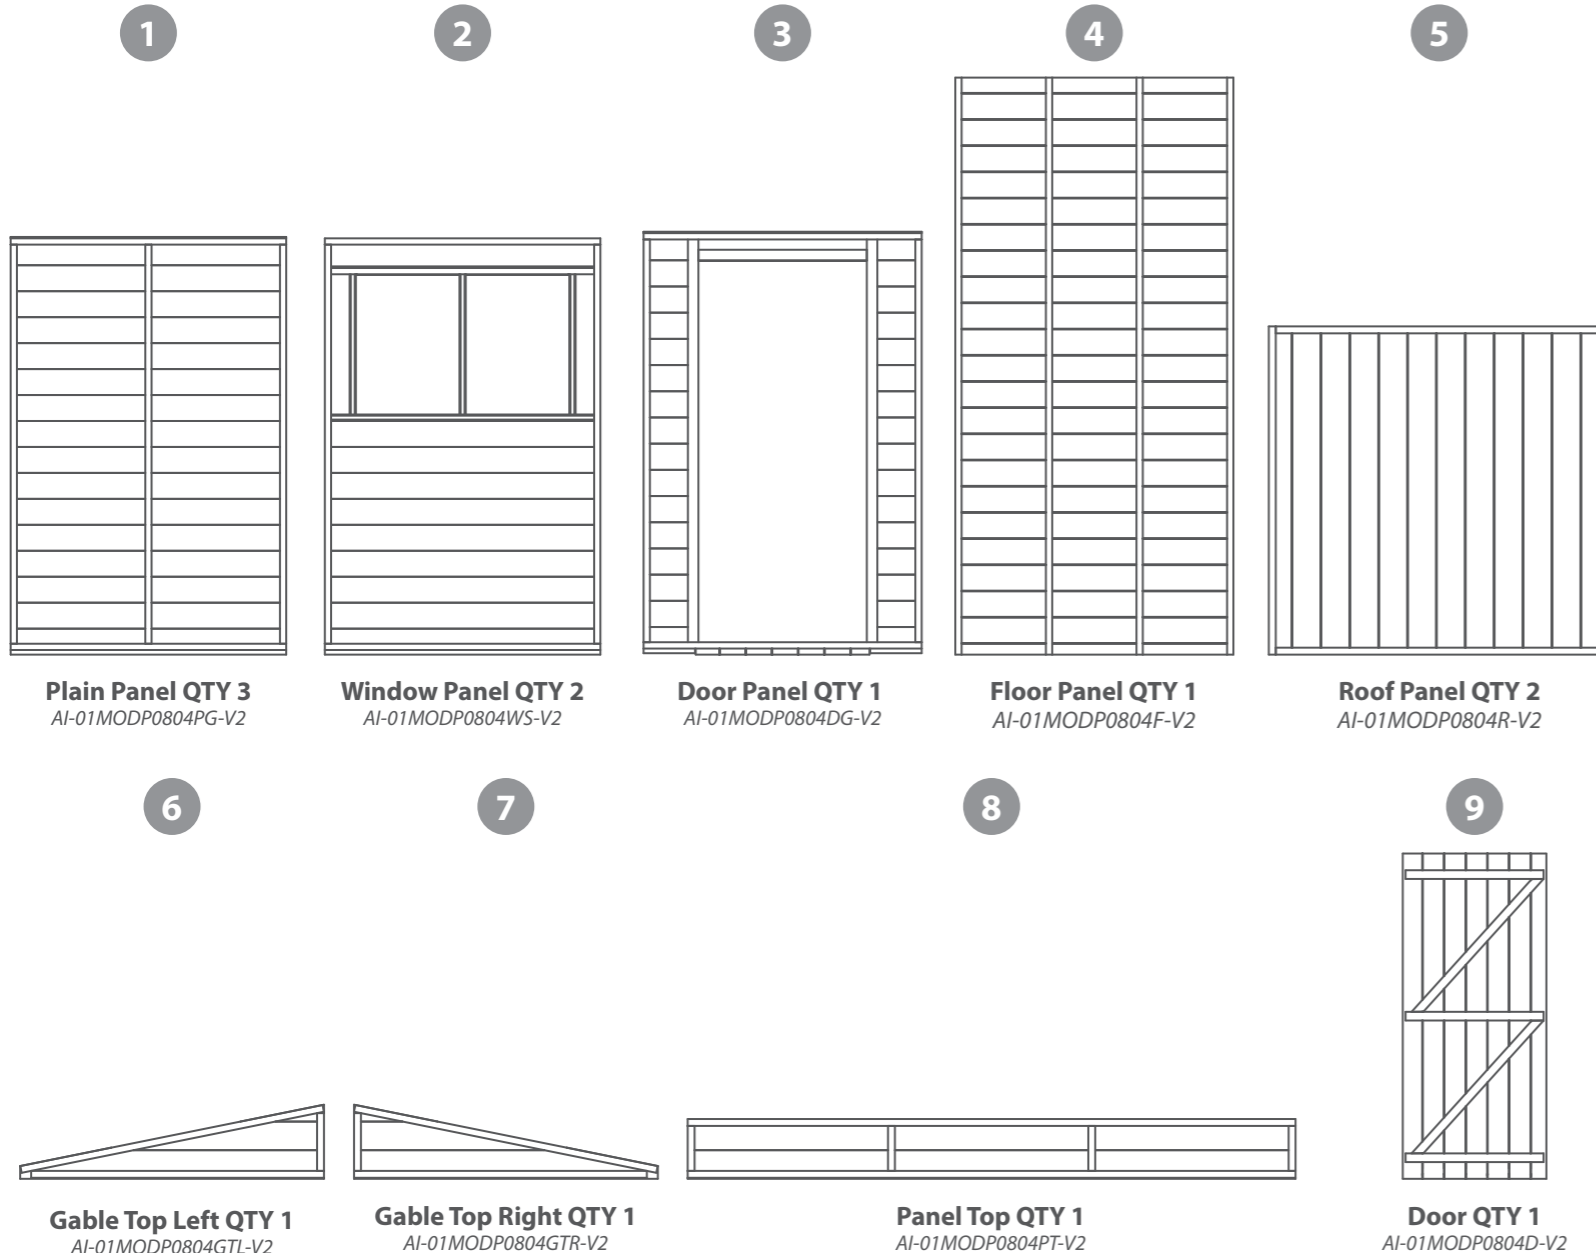 1
2
3
4
5
Plain Panel QTY 3
AI-01MODP0804PG-V2
Window Panel QTY 2
AI-01MODP0804WS-V2
Door Panel QTY 1
AI-01MODP0804DG-V2
Floor Panel QTY 1
AI-01MODP0804F-V2
Roof Panel QTY 2
AI-01MODP0804R-V2
6
7
8
9
Gable Top Left QTY 1
AI-01MODP0804GTL-V2
Gable Top Right QTY 1
AI-01MODP0804GTR-V2
Panel Top QTY 1
AI-01MODP0804PT-V2
Door QTY 1
AI-01MODP0804D-V2